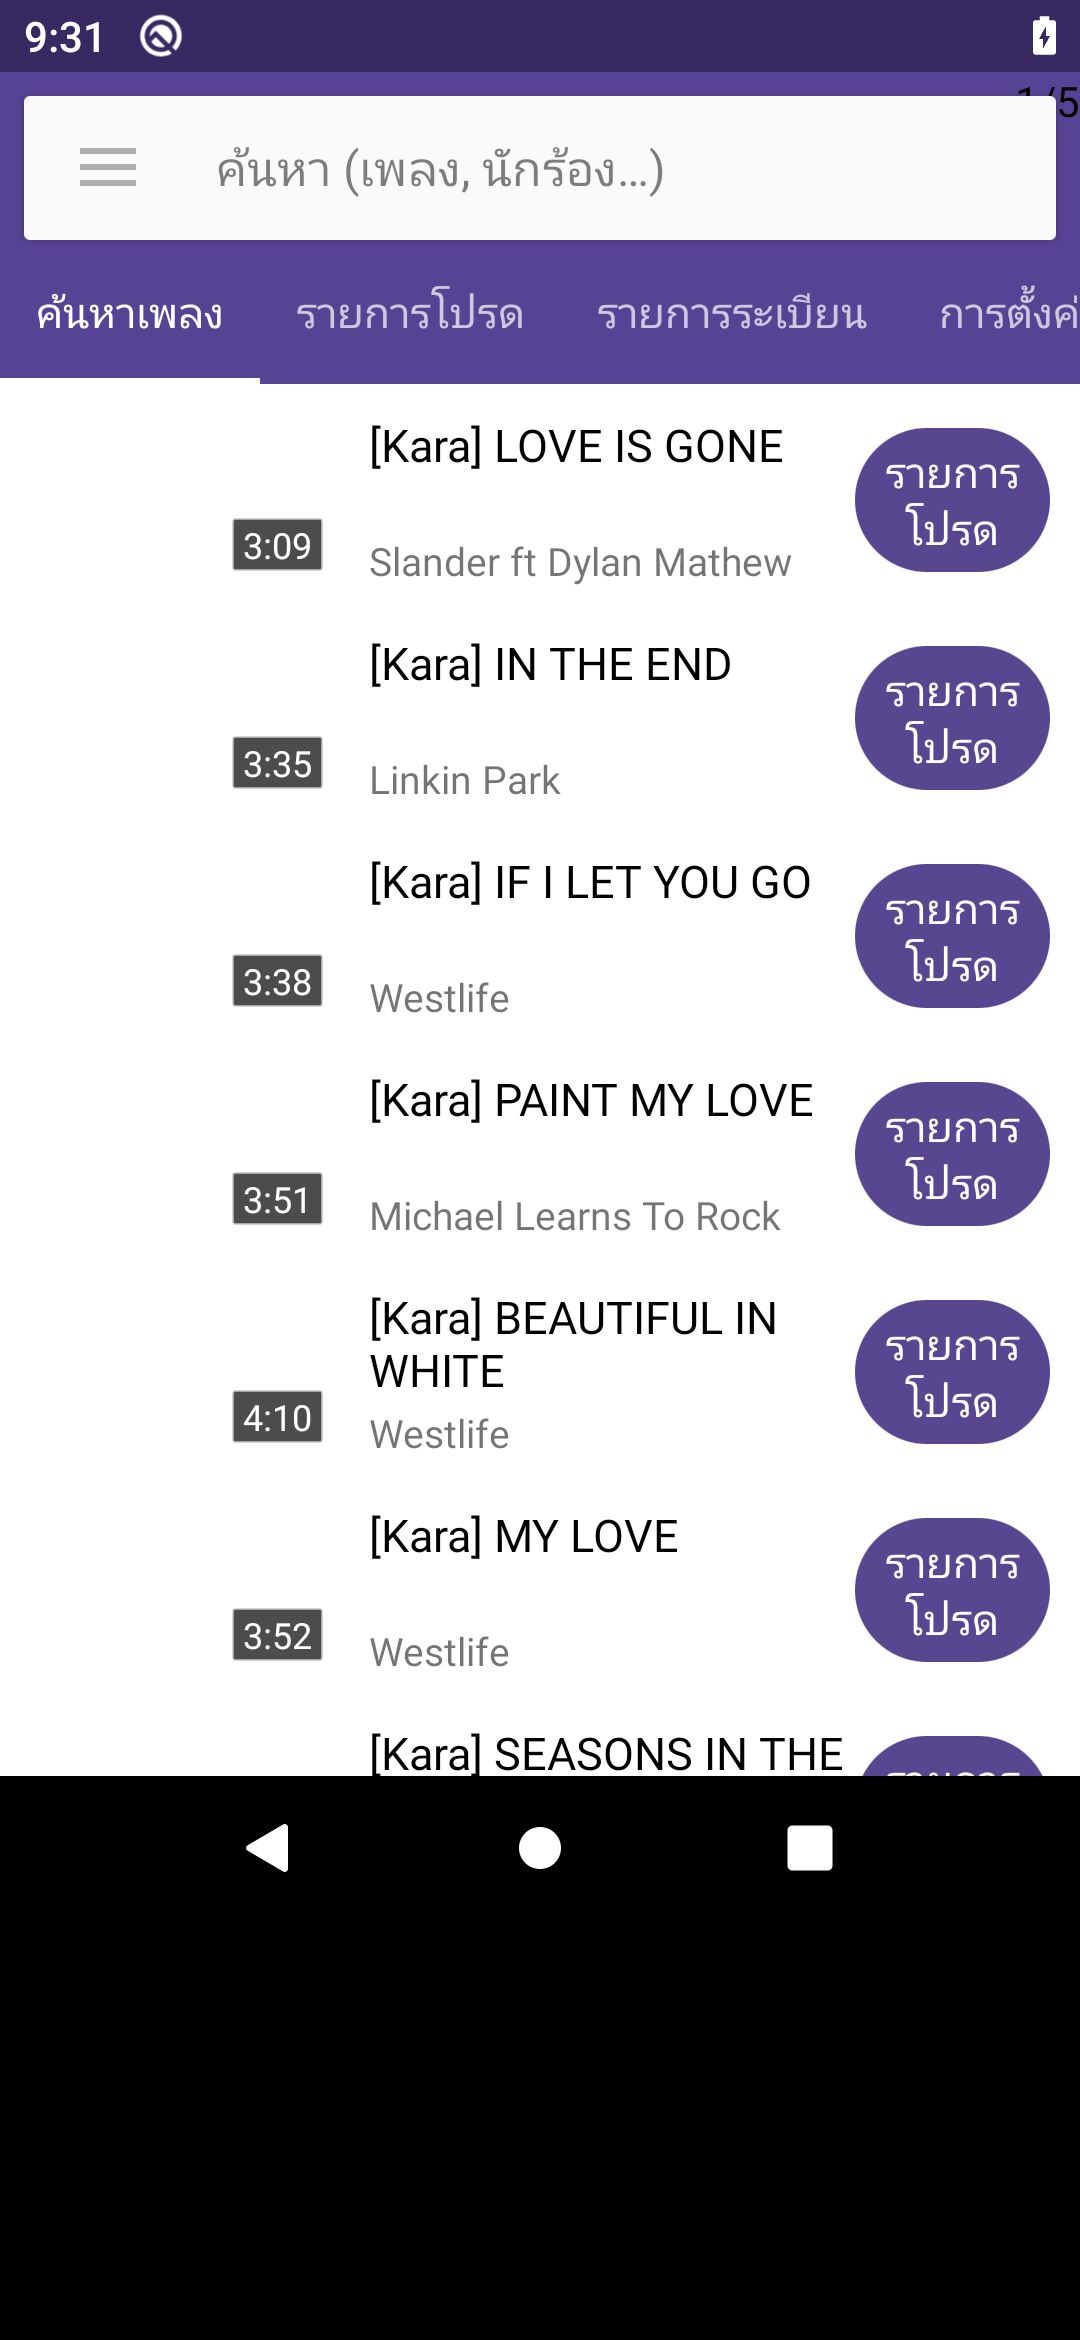 9:31
1/5
ค้นหา (เพลง, นักร้อง...)
ค้นหาเพลง
รายการโปรด
รายการระเบียน
การตั้งค่
[Kara] LOVE IS GONE
3:09
Slander ft Dylan Mathew
รายการ
โปรด
[Kara] IN THE END
3:35
Linkin Park
รายการ
โปรด
[Kara] IF I LET YOU GO
3:38
Westlife
รายการ
โปรด
[Kara] PAINT MY LOVE
3:51
Michael Learns To Rock
รายการ
โปรด
[Kara] BEAUTIFUL IN
WHITE
4:10
Westlife
รายการ
โปรด
[Kara] MY LOVE
3:52
Westlife
รายการ
โปรด
[Kara] SEASONS IN THE